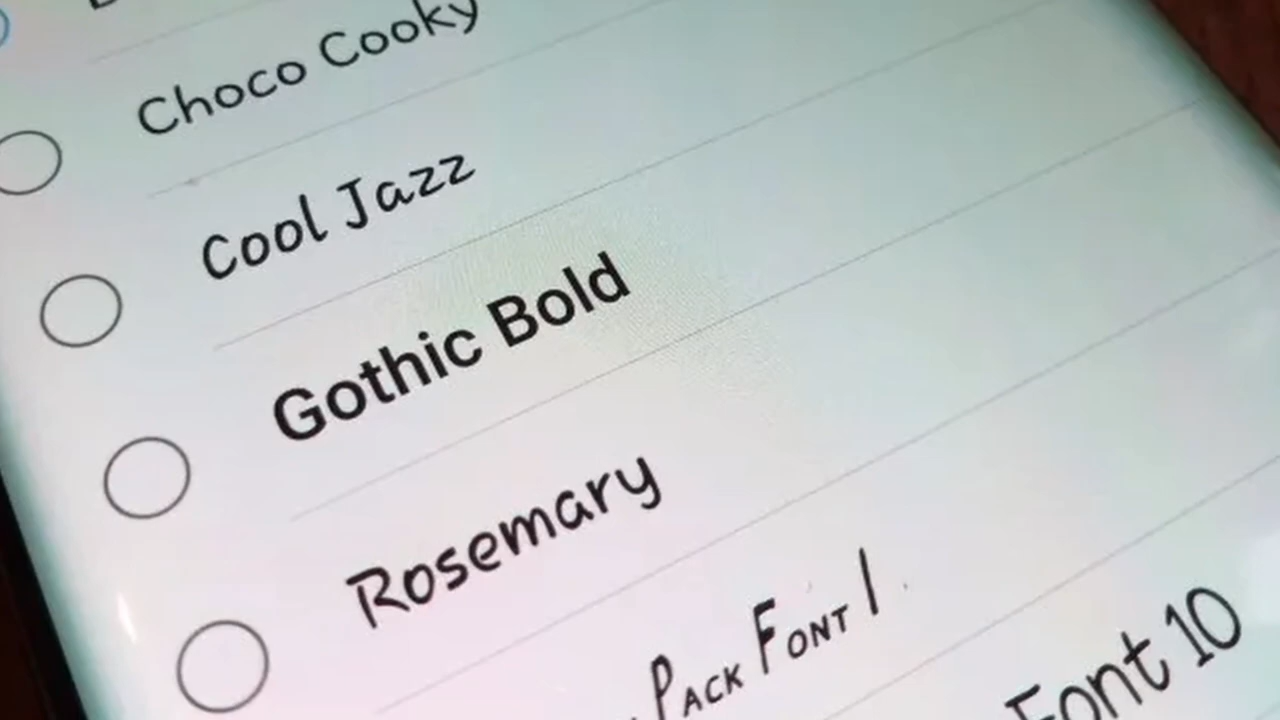 Choco Cooky
Cool Jazz
Gothic Bold
Rosemary
Pack Font 1
Font 10